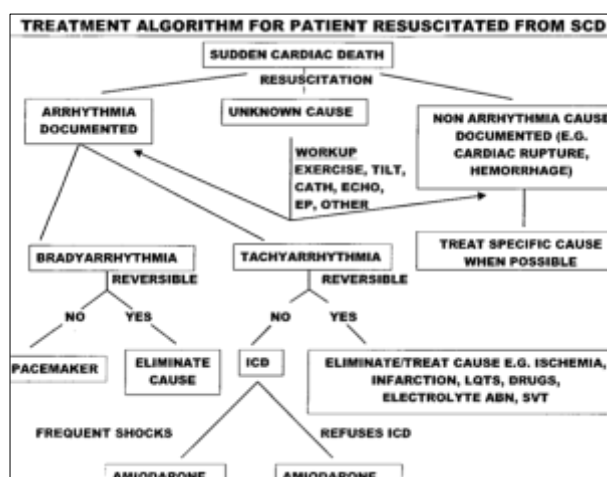 TREATMENT ALGORITHM FOR PATIENT RESUSCITATED FROM SCD
SUDDEN CARDIAC DEATH
RESUSCITATION
ARRHYTHMIA
DOCUMENTED
UNKNOWN CAUSE
NON ARRHYTHMIA CAUSE
DOCUMENTED (E.G.
CARDIAC RUPTURE,
HEMORRHAGE)
WORKUP
EXERCISE, TILT,
CATH, ECHO,
EP, OTHER
BRADYARRHYTHMIA
TACHYARRHYTHMIA
TREAT SPECIFIC CAUSE
WHEN POSSIBLE
REVERSIBLE
REVERSIBLE
NO
YES
NO
YES
PACEMAKER
ELIMINATE
CAUSE
ICD
ELIMINATE/TREAT CAUSE E.G. ISCHEMIA,
INFARCTION, LQTS, DRUGS,
ELECTROLYTE ABN, SVT
FREQUENT SHOCKS
REFUSES ICD
AMIODARONE
AMIODARONE